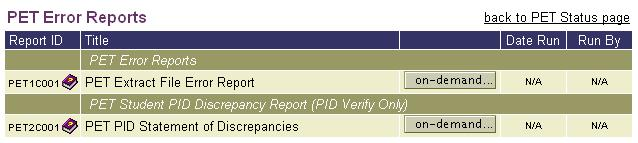 PET Error Reports back to PET Status page
Report ID Title Date Run Run By
PET Error Reports
PET1C001 PET Extract File Error Report on-demand... N/A N/A
PET Student PID Discrepancy Report (PID Verify Only)
PET2C001 PET PID Statement of Discrepancies on-demand... N/A N/A